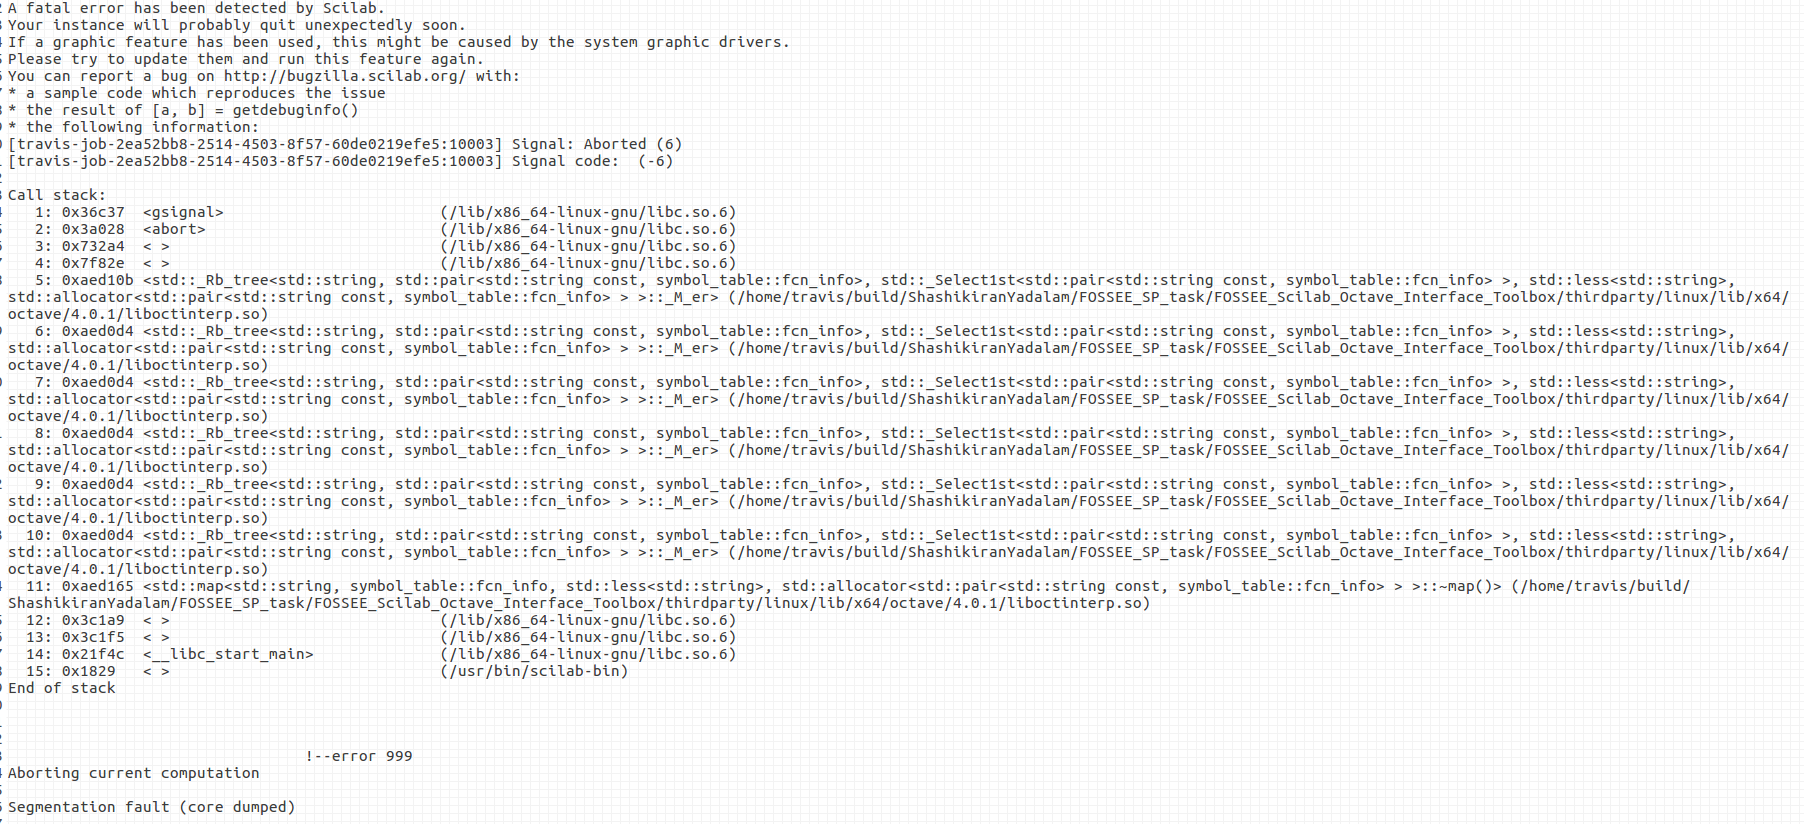 A fatal error has been detected by Scilab.
Your instance will probably quit unexpectedly soon.
If a graphic feature has been used, this might be caused by the system graphic drivers.
Please try to update them and run this feature again.
You can report a bug on http://bugzilla.scilab.org/ with:
* a sample code which reproduces the issue
* the result of [a, b] = getdebuginfo()
* the following information:
[travis-job-2ea52bb8-2514-4503-8f57-60de0219efe5:10003] Signal: Aborted (6)
[travis-job-2ea52bb8-2514-4503-8f57-60de0219efe5:10003] Signal code:  (-6)
Call stack:
1: 0x36c37  <gsignal>                        (/lib/x86_64-linux-gnu/libc.so.6)
2: 0x3a028  <abort>                          (/lib/x86_64-linux-gnu/libc.so.6)
3: 0x732a4  < >                              (/lib/x86_64-linux-gnu/libc.so.6)
4: 0x7f82e  < >                              (/lib/x86_64-linux-gnu/libc.so.6)
5: 0xaed10b <std::_Rb_tree<std::string, std::pair<std::string const, symbol_table::fcn_info>, std::_Select1st<std::pair<std::string const, symbol_table::fcn_info> >, std::less<std::string>,
std::allocator<std::pair<std::string const, symbol_table::fcn_info> > >::_M_er> (/home/travis/build/ShashikiranYadalam/FOSSEE_SP_task/FOSSEE_Scilab_Octave_Interface_Toolbox/thirdparty/linux/lib/x64/
octave/4.0.1/liboctinterp.so)
6: 0xaed0d4 <std::_Rb_tree<std::string, std::pair<std::string const, symbol_table::fcn_info>, std::_Select1st<std::pair<std::string const, symbol_table::fcn_info> >, std::less<std::string>,
std::allocator<std::pair<std::string const, symbol_table::fcn_info> > >::_M_er> (/home/travis/build/ShashikiranYadalam/FOSSEE_SP_task/FOSSEE_Scilab_Octave_Interface_Toolbox/thirdparty/linux/lib/x64/
octave/4.0.1/liboctinterp.so)
7: 0xaed0d4 <std::_Rb_tree<std::string, std::pair<std::string const, symbol_table::fcn_info>, std::_Select1st<std::pair<std::string const, symbol_table::fcn_info> >, std::less<std::string>,
std::allocator<std::pair<std::string const, symbol_table::fcn_info> > >::_M_er> (/home/travis/build/ShashikiranYadalam/FOSSEE_SP_task/FOSSEE_Scilab_Octave_Interface_Toolbox/thirdparty/linux/lib/x64/
octave/4.0.1/liboctinterp.so)
8: 0xaed0d4 <std::_Rb_tree<std::string, std::pair<std::string const, symbol_table::fcn_info>, std::_Select1st<std::pair<std::string const, symbol_table::fcn_info> >, std::less<std::string>,
std::allocator<std::pair<std::string const, symbol_table::fcn_info> > >::_M_er> (/home/travis/build/ShashikiranYadalam/FOSSEE_SP_task/FOSSEE_Scilab_Octave_Interface_Toolbox/thirdparty/linux/lib/x64/
octave/4.0.1/liboctinterp.so)
9: 0xaed0d4 <std::_Rb_tree<std::string, std::pair<std::string const, symbol_table::fcn_info>, std::_Select1st<std::pair<std::string const, symbol_table::fcn_info> >, std::less<std::string>,
std::allocator<std::pair<std::string const, symbol_table::fcn_info> > >::_M_er> (/home/travis/build/ShashikiranYadalam/FOSSEE_SP_task/FOSSEE_Scilab_Octave_Interface_Toolbox/thirdparty/linux/lib/x64/
octave/4.0.1/liboctinterp.so)
10: 0xaed0d4 <std::_Rb_tree<std::string, std::pair<std::string const, symbol_table::fcn_info>, std::_Select1st<std::pair<std::string const, symbol_table::fcn_info> >, std::less<std::string>,
std::allocator<std::pair<std::string const, symbol_table::fcn_info> > >::_M_er> (/home/travis/build/ShashikiranYadalam/FOSSEE_SP_task/FOSSEE_Scilab_Octave_Interface_Toolbox/thirdparty/linux/lib/x64/
octave/4.0.1/liboctinterp.so)
11: 0xaed165 <std::map<std::string, symbol_table::fcn_info, std::less<std::string>, std::allocator<std::pair<std::string const, symbol_table::fcn_info> > >::~map()> (/home/travis/build/
ShashikiranYadalam/FOSSEE_SP_task/FOSSEE_Scilab_Octave_Interface_Toolbox/thirdparty/linux/lib/x64/octave/4.0.1/liboctinterp.so)
12: 0x3c1a9  < >                              (/lib/x86_64-linux-gnu/libc.so.6)
13: 0x3c1f5  < >                              (/lib/x86_64-linux-gnu/libc.so.6)
14: 0x21f4c  <__libc_start_main>              (/lib/x86_64-linux-gnu/libc.so.6)
15: 0x1829   < >                              (/usr/bin/scilab-bin)
End of stack
!--error 999
Aborting current computation
Segmentation fault (core dumped)